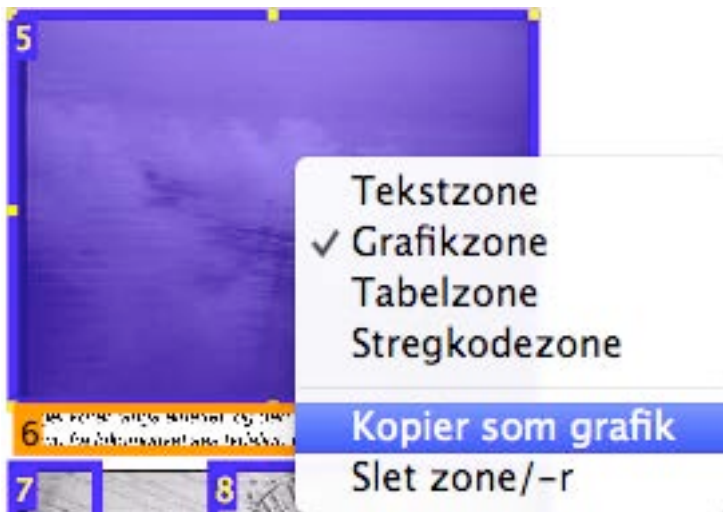 5
Tekstzone
✓ Grafikzone
Tabelzone
Stregkodezone
Kopier som grafik
6
Slet zone/-r
7
8